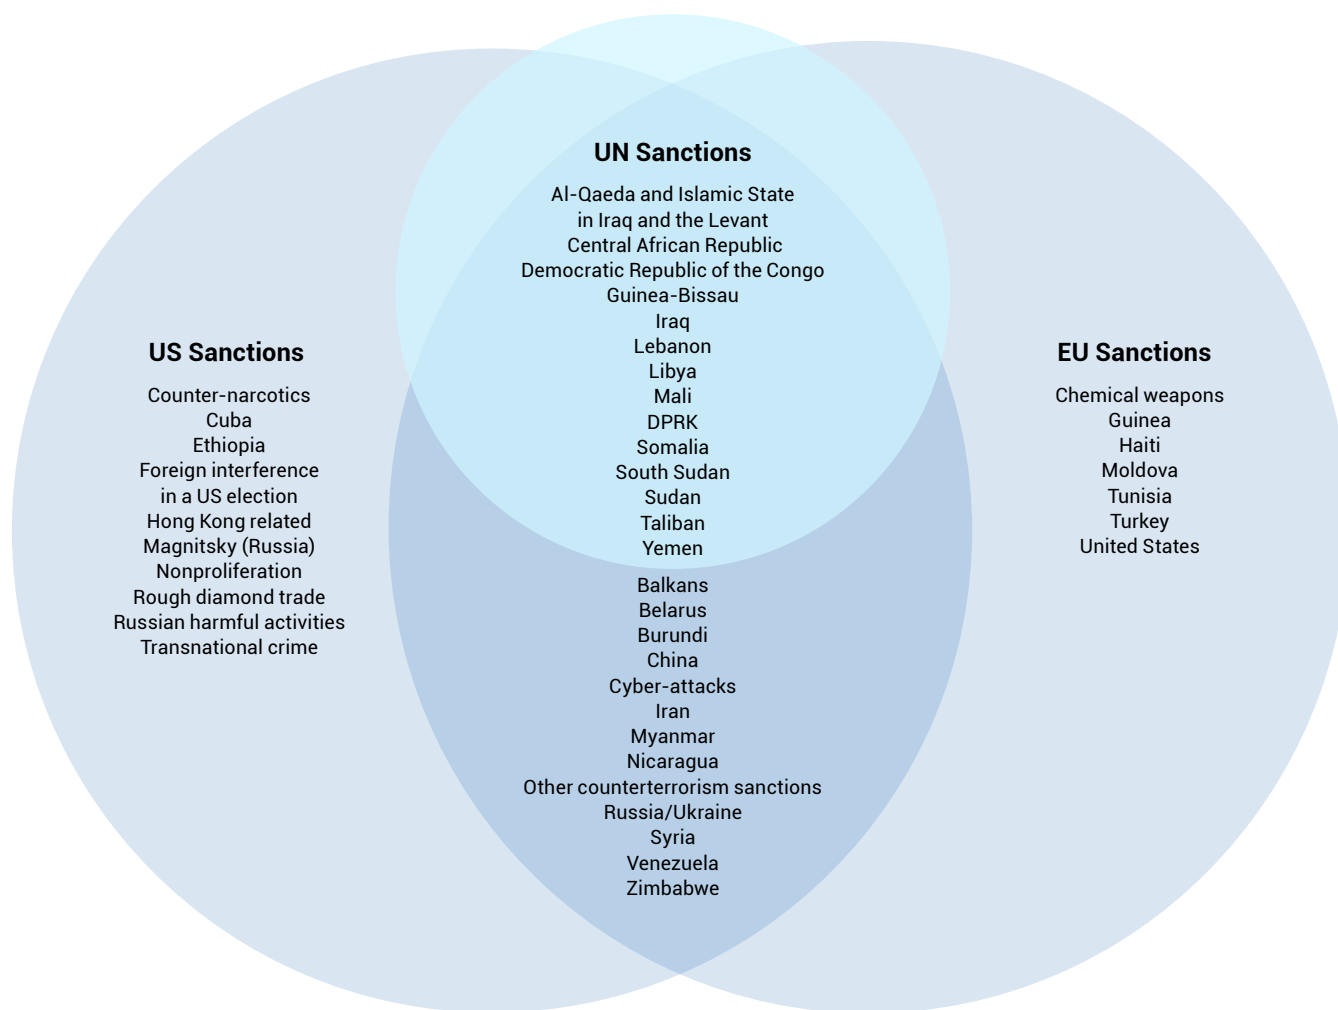 UN Sanctions
Al-Qaeda and Islamic State
in Iraq and the Levant
Central African Republic
Democratic Republic of the Congo
Guinea-Bissau
Iraq
Lebanon
Libya
Mali
DPRK
Somalia
South Sudan
Sudan
Taliban
Yemen
Balkans
Belarus
Burundi
China
Cyber-attacks
Iran
Myanmar
Nicaragua
Other counterterrorism sanctions
Russia/Ukraine
Syria
Venezuela
Zimbabwe
US Sanctions
Counter-narcotics
Cuba
Ethiopia
Foreign interference
in a US election
Hong Kong related
Magnitsky (Russia)
Nonproliferation
Rough diamond trade
Russian harmful activities
Transnational crime
EU Sanctions
Chemical weapons
Guinea
Haiti
Moldova
Tunisia
Turkey
United States